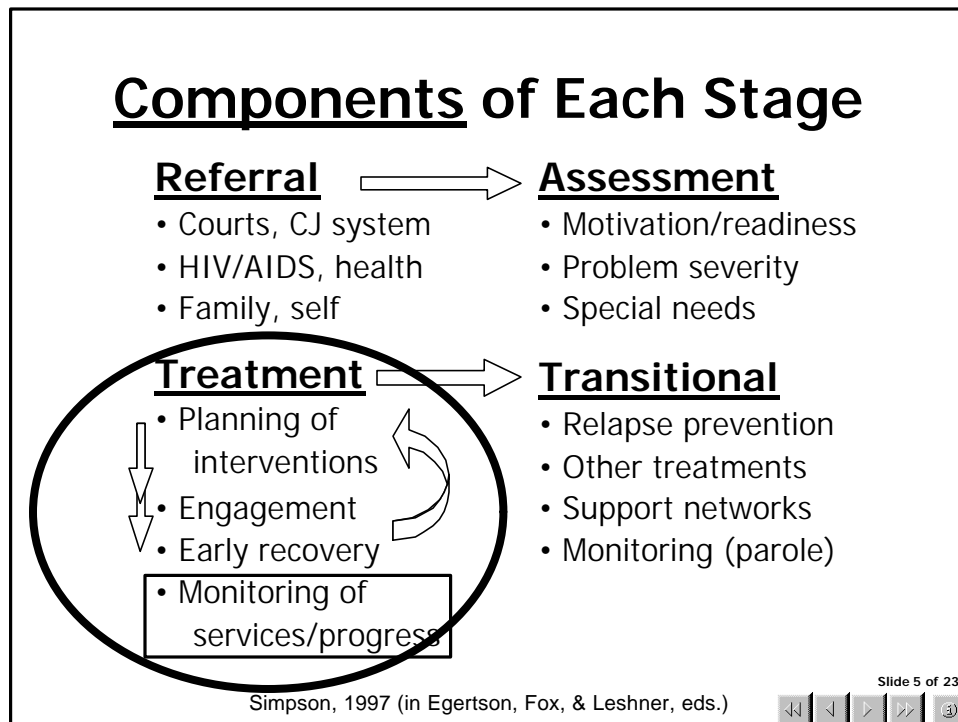 Components of Each Stage
Referral
• Courts, CJ system
• HIV/AIDS, health
• Family, self
Assessment
• Motivation/readiness
• Problem severity
• Special needs
Treatment
• Planning of
interventions
• Engagement
• Early recovery
• Monitoring of
services/progress
Transitional
• Relapse prevention
• Other treatments
• Support networks
• Monitoring (parole)
Simpson, 1997 (in Egertson, Fox, & Leshner, eds.)
Slide 5 of 23